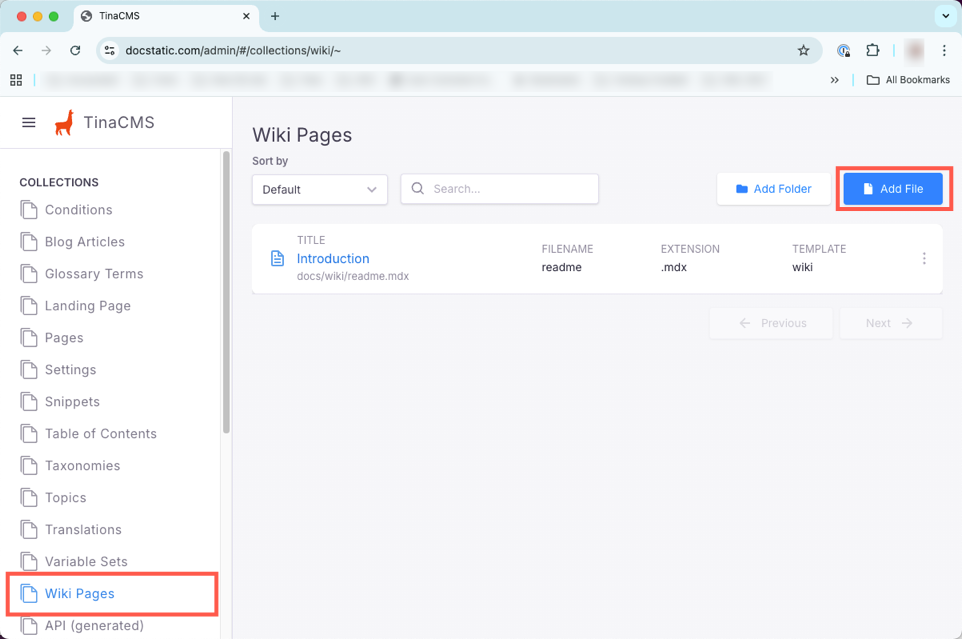 TinaCMS
docstatic.com/admin/#/collections/wiki/~
All Bookmarks
TinaCMS
COLLECTIONS
Conditions
Blog Articles
Glossary Terms
Landing Page
Pages
Settings
Snippets
Table of Contents
Taxonomies
Topics
Translations
Variable Sets
Wiki Pages
API (generated)
Wiki Pages
Sort by
Default
Search...
Add Folder
Add File
TITLE
Introduction
docs/wiki/readme.mdx
FILENAME
readme
EXTENSION
.mdx
TEMPLATE
wiki
Previous
Next